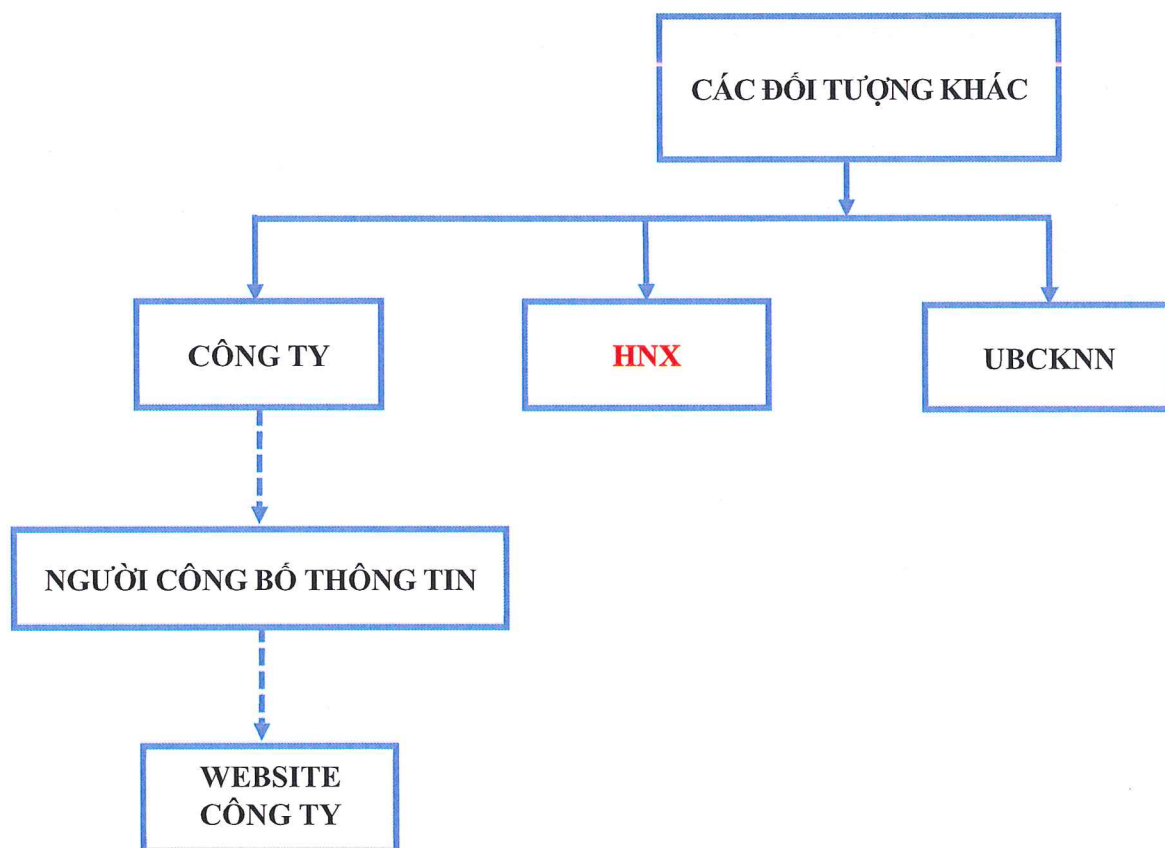 CÁC ĐỐI TƯỢNG KHÁC
CÔNG TY
HNX
UBCKNN
NGƯỜI CÔNG BỐ THÔNG TIN
WEBSITE
CÔNG TY